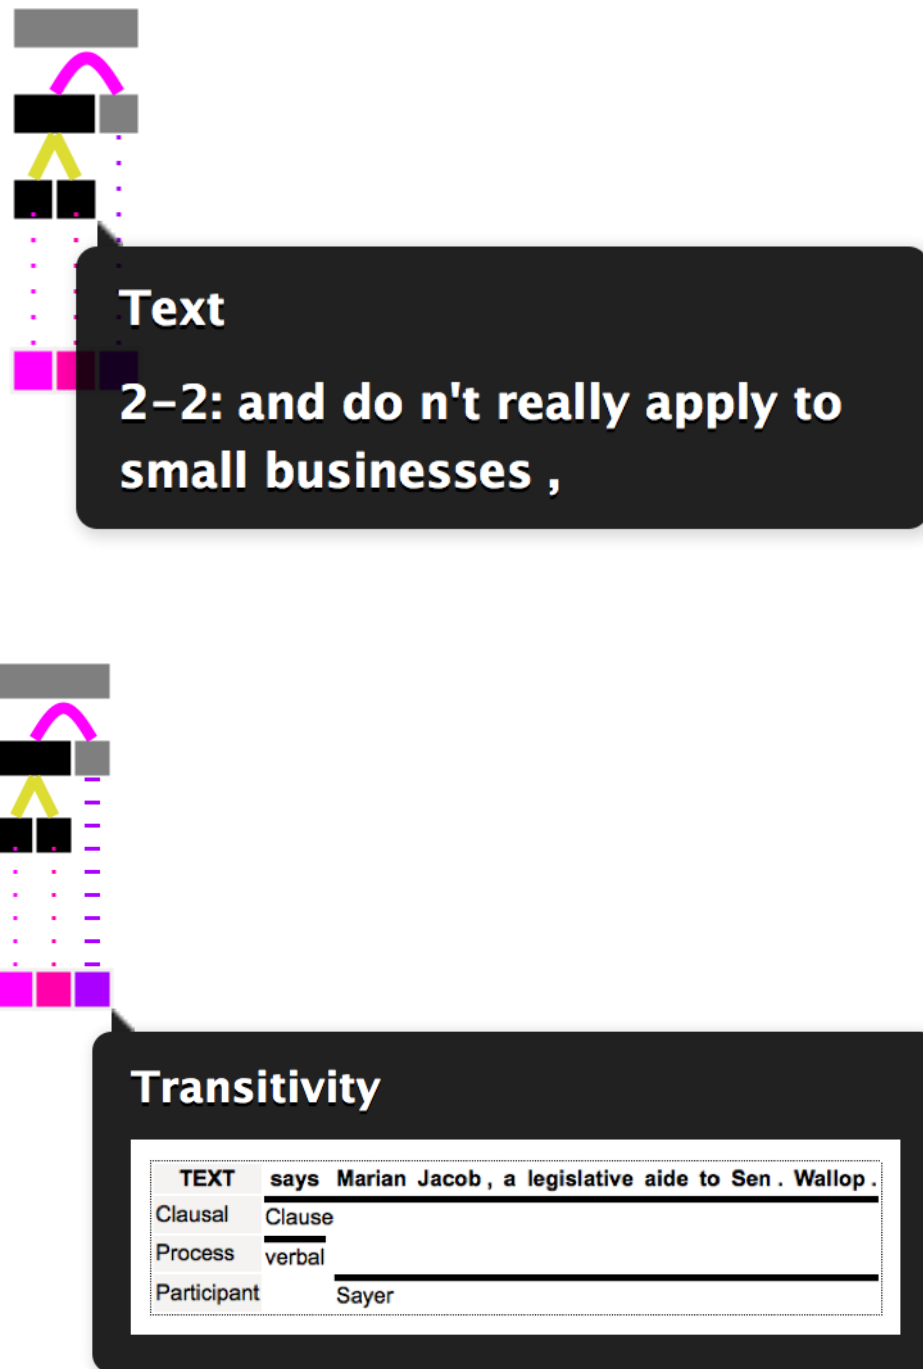 Text
2-2: and do n't really apply to
small businesses ,
Transitivity
TEXT says Marian Jacob , a legislative aide to Sen . Wallop .
Clausal Clause
Process verbal
Participant Sayer